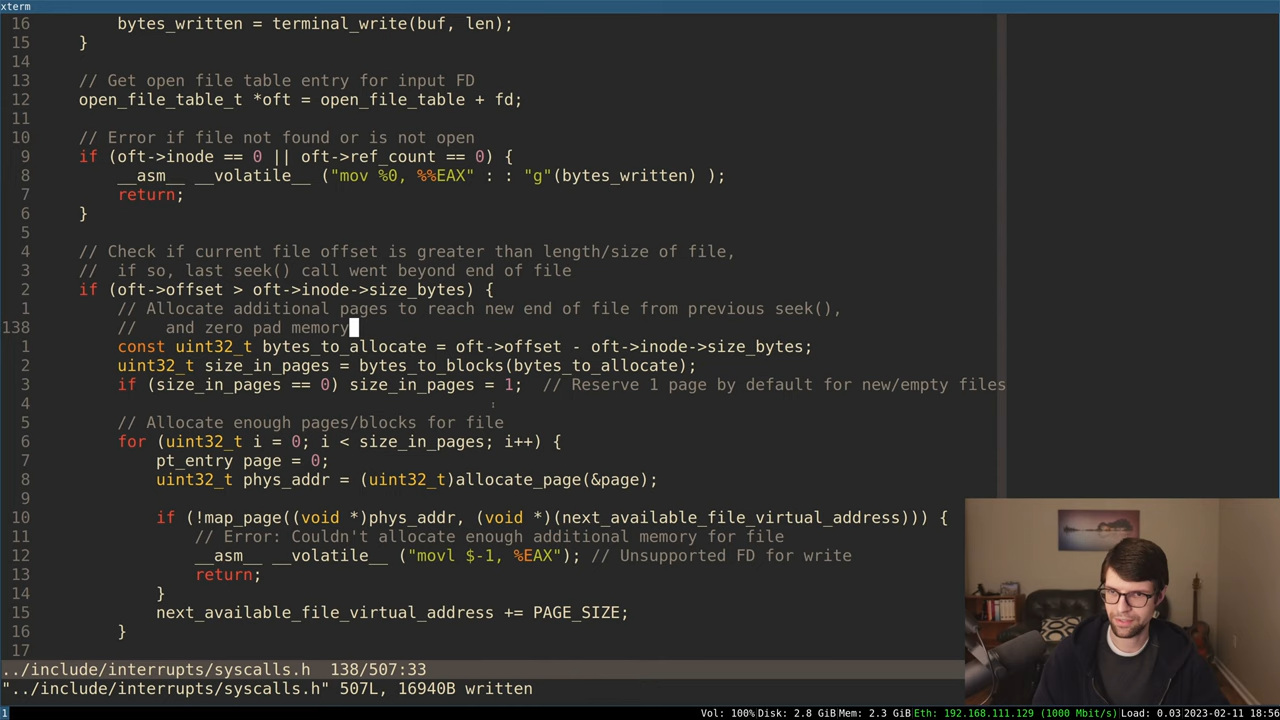 xterm
16         bytes_written = terminal_write(buf, len);
15     }
14
13     // Get open file table entry for input FD
12     open_file_table_t *oft = open_file_table + fd;
11
10     // Error if file not found or is not open
9     if (oft->inode == 0 || oft->ref_count == 0) {
8         __asm__ __volatile__ ("mov %0, %%EAX" : : "g"(bytes_written) );
7         return;
6     }
5
4     // Check if current file offset is greater than length/size of file,
3     //  if so, last seek() call went beyond end of file
2     if (oft->offset > oft->inode->size_bytes) {
1         // Allocate additional pages to reach new end of file from previous seek(),
138         //   and zero pad memory
1         const uint32_t bytes_to_allocate = oft->offset - oft->inode->size_bytes;
2         uint32_t size_in_pages = bytes_to_blocks(bytes_to_allocate);
3         if (size_in_pages == 0) size_in_pages = 1;  // Reserve 1 page by default for new/empty files
4
5         // Allocate enough pages/blocks for file
6         for (uint32_t i = 0; i < size_in_pages; i++) {
7             pt_entry page = 0;
8             uint32_t phys_addr = (uint32_t)allocate_page(&page);
9
10             if (!map_page((void *)phys_addr, (void *)(next_available_file_virtual_address))) {
11                 // Error: Couldn't allocate enough additional memory for file
12                 __asm __volatile__ ("movl $-1, %EAX"); // Unsupported FD for write
13                 return;
14             }
15             next_available_file_virtual_address += PAGE_SIZE;
16         }
17
../include/interrupts/syscalls.h  138/507:33
"../include/interrupts/syscalls.h" 507L, 16940B written
1 Vol: 100% Disk: 2.8 GiB Mem: 2.3 GiB Eth: 192.168.111.129 (1000 Mbit/s) Load: 0.03 2023-02-11 18:56